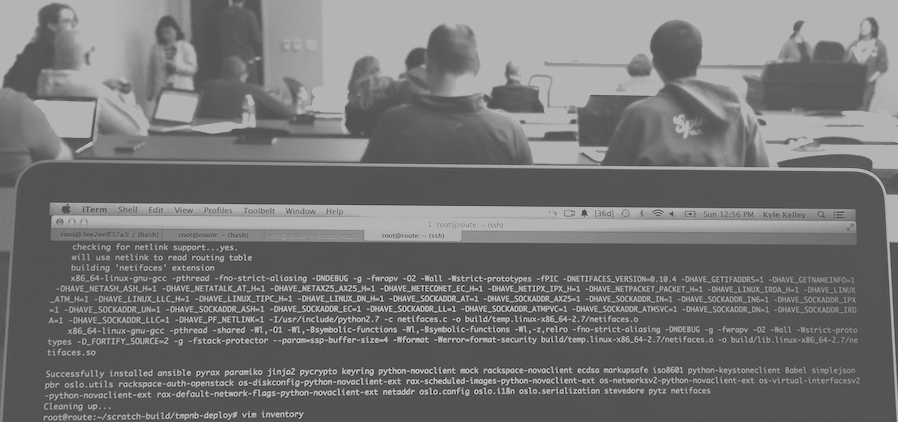 iTerm Shell Edit View Profiles Toolbelt Window Help [36d] Sun 12:56 PM Kyle Kelley
1. root@route: ~ (ssh)
root@3ee2eeff37a3: / (bash) root@route: ~ (bash) root@route: ~ (ssh)
checking for netlink support...yes.
will use netlink to read routing table
building 'netifaces' extension
x86_64-linux-gnu-gcc -pthread -fno-strict-aliasing -DNDEBUG -g -fwrapv -O2 -Wall -Wstrict-prototypes -fPIC -DNETIFACES_VERSION=0.10.4 -DHAVE_GETIFADDRS=1 -DHAVE_GETNAMEINFO=1
-DHAVE_NETASH_ASH_H=1 -DHAVE_NETATALK_AT_H=1 -DHAVE_NETAX25_AX25_H=1 -DHAVE_NETECONET_EC_H=1 -DHAVE_NETIPX_IPX_H=1 -DHAVE_NETPACKET_PACKET_H=1 -DHAVE_LINUX_IRDA_H=1 -DHAVE_LINUX
_ATM_H=1 -DHAVE_LINUX_LLC_H=1 -DHAVE_LINUX_TIPC_H=1 -DHAVE_LINUX_DN_H=1 -DHAVE_SOCKADDR_AT=1 -DHAVE_SOCKADDR_AX25=1 -DHAVE_SOCKADDR_IN=1 -DHAVE_SOCKADDR_IN6=1 -DHAVE_SOCKADDR_IPX
=1 -DHAVE_SOCKADDR_UN=1 -DHAVE_SOCKADDR_ASH=1 -DHAVE_SOCKADDR_EC=1 -DHAVE_SOCKADDR_LL=1 -DHAVE_SOCKADDR_ATMPVC=1 -DHAVE_SOCKADDR_ATMSVC=1 -DHAVE_SOCKADDR_DN=1 -DHAVE_SOCKADDR_IRD
A=1 -DHAVE_SOCKADDR_LLC=1 -DHAVE_PF_NETLINK=1 -I/usr/include/python2.7 -c netifaces.c -o build/temp.linux-x86_64-2.7/netifaces.o
x86_64-linux-gnu-gcc -pthread -shared -Wl,-O1 -Wl,-Bsymbolic-functions -Wl,-Bsymbolic-functions -Wl,-z,relro -fno-strict-aliasing -DNDEBUG -g -fwrapv -O2 -Wall -Wstrict-proto
types -D_FORTIFY_SOURCE=2 -g -fstack-protector --param=ssp-buffer-size=4 -Wformat -Werror=format-security build/temp.linux-x86_64-2.7/netifaces.o -o build/lib.linux-x86_64-2.7/ne
tifaces.so
Successfully installed ansible pyrax paramiko jinja2 pycrypto keyring python-novaclient mock rackspace-novaclient ecdsa markupsafe iso8601 python-keystoneclient Babel simplejson
pbr oslo.utils rackspace-auth-openstack os-diskconfig-python-novaclient-ext rax-scheduled-images-python-novaclient-ext os-networksv2-python-novaclient-ext os-virtual-interfacesv2
-python-novaclient-ext rax-default-network-flags-python-novaclient-ext netaddr oslo.config oslo.i18n oslo.serialization stevedore pytz netifaces
Cleaning up...
root@route:~/scratch-build/tmpnb-deploy# vim inventory